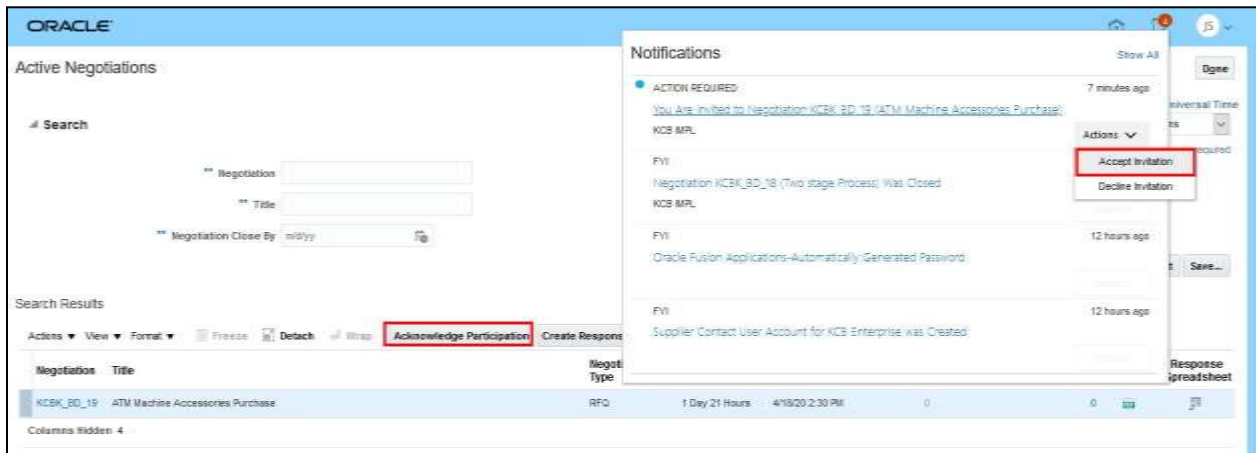 ORACLE
JS
Active Negotiations
Done
Search
** Negotiation
** Title
** Negotiation Close By m/d/yy
Save...
Search Results
Actions View Format Freeze Detach Wrap Acknowledge Participation Create Respons
Negotiation Title Negoti Type Response Spreadsheet
KCBK_BD_19 ATM Machine Accessories Purchase RFQ 1 Day 21 Hours 4/18/20 2:30 PM 0 0
Columns Hidden 4
Notifications
Show All
ACTION REQUIRED 7 minutes ago
You Are Invited to Negotiation KCBK_BD_19 (ATM Machine Accessories Purchase)
KCB IMPL
Actions
Accept Invitation
Decline Invitation
FYI
Negotiation KCBK_BD_18 (Two stage Process) Was Closed
KCB IMPL
FYI 12 hours ago
Oracle Fusion Applications-Automatically Generated Password
FYI 12 hours ago
Supplier Contact User Account for KCB Enterprise was Created